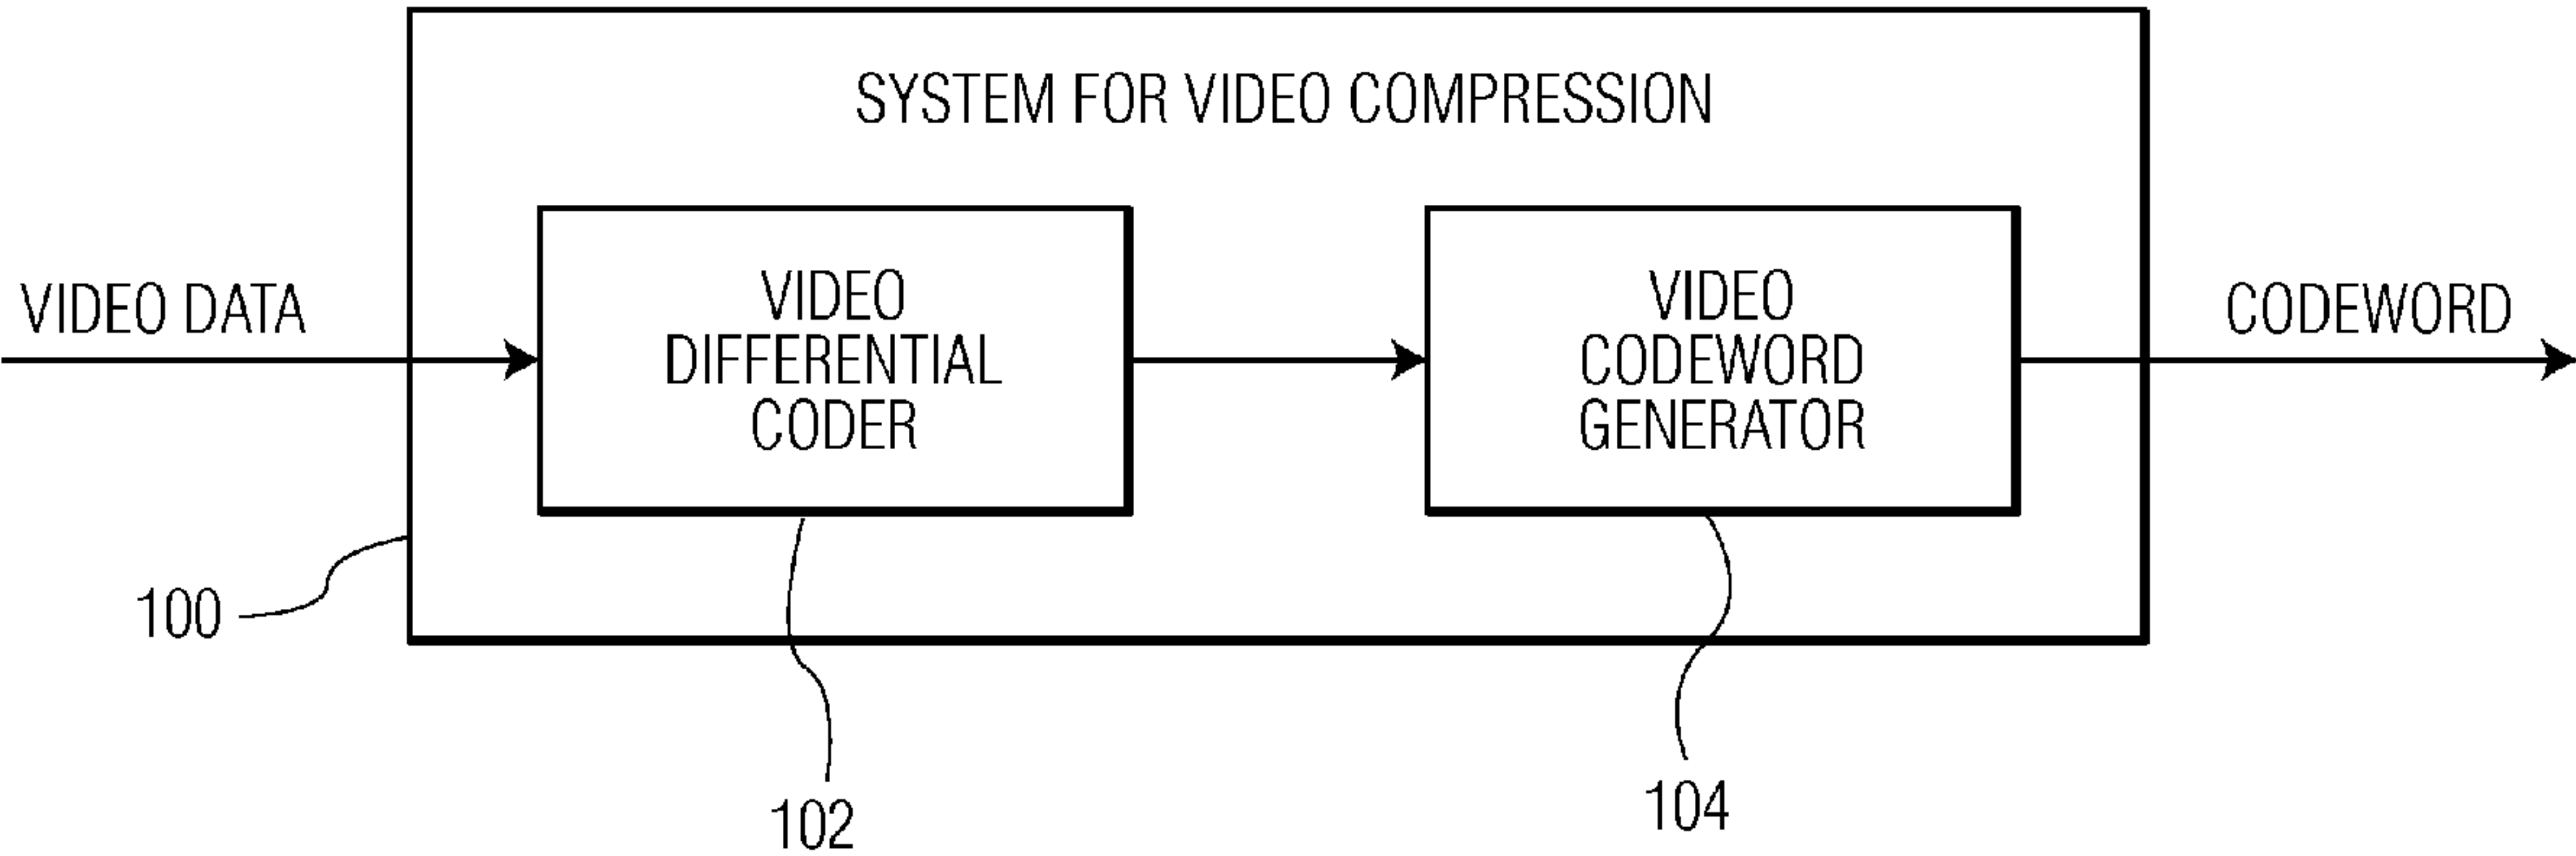 SYSTEM FOR VIDEO COMPRESSION
VIDEO DATA
VIDEO
DIFFERENTIAL
CODER
VIDEO
CODEWORD
GENERATOR
CODEWORD
100
102
104